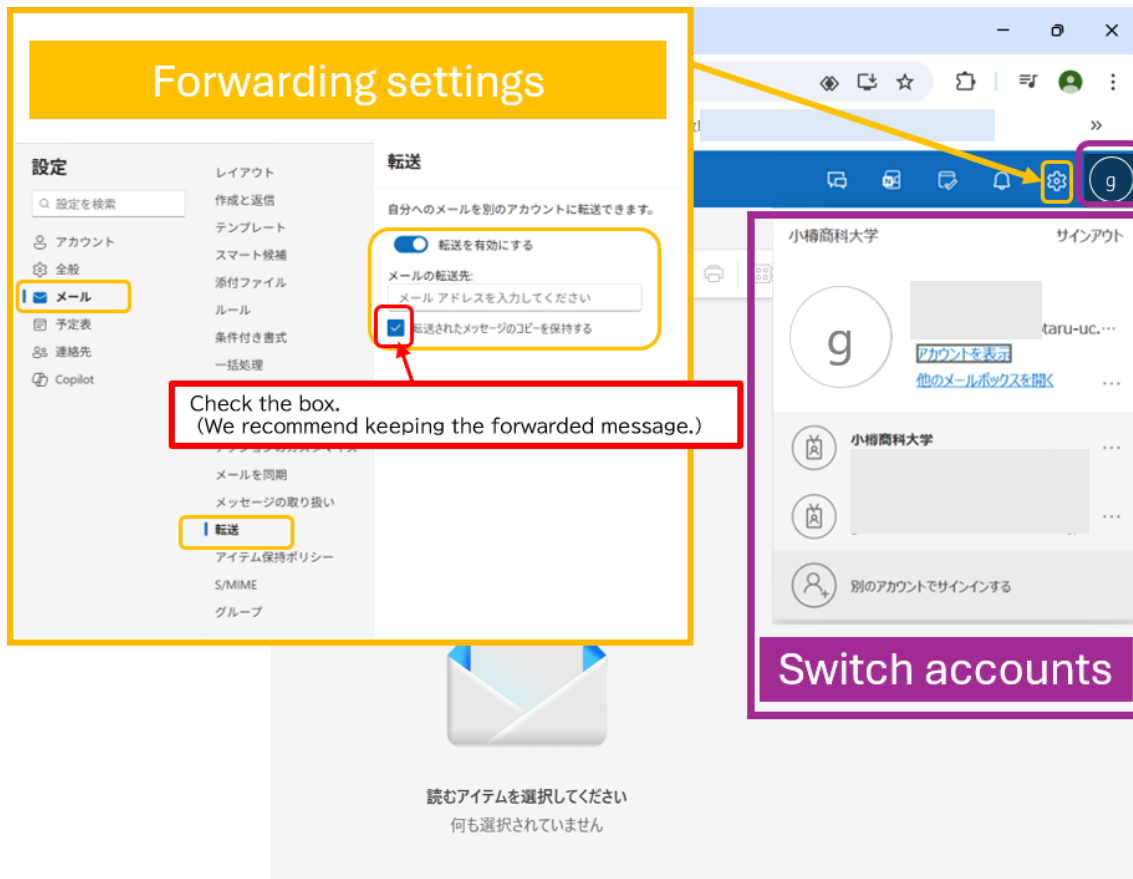 Forwarding settings
設定
設定を検索
アカウント
全般
メール
予定表
連絡先
Copilot
レイアウト
作成と返信
テンプレート
スマート候補
添付ファイル
ルール
条件付き書式
一括処理
メールを同期
メッセージの取り扱い
転送
アイテム保持ポリシー
S/MIME
グループ
転送
自分へのメールを別のアカウントに転送できます。
転送を有効にする
メールの転送先:
メール アドレスを入力してください
転送されたメッセージのコピーを保持する
Check the box.
(We recommend keeping the forwarded message.)
g
小樽商科大学 サインアウト
g
taru-uc.…
アカウントを表示
他のメールボックスを開く
小樽商科大学
別のアカウントでサインインする
Switch accounts
読むアイテムを選択してください
何も選択されていません